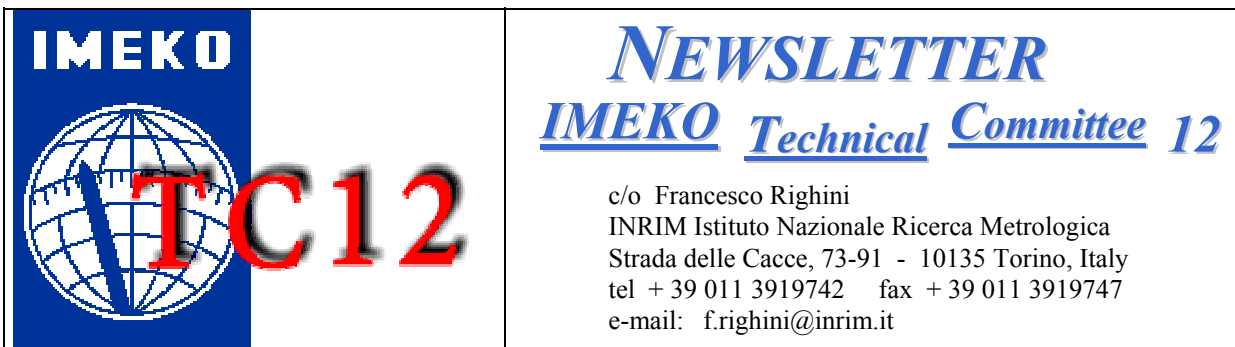 IMEKO
TC12
NEWSLETTER
IMEKO Technical Committee 12
c/o Francesco Righini
INRIM Istituto Nazionale Ricerca Metrologica
Strada delle Cacce, 73-91 - 10135 Torino, Italy
tel + 39 011 3919742 fax + 39 011 3919747
e-mail: f.righini@inrim.it